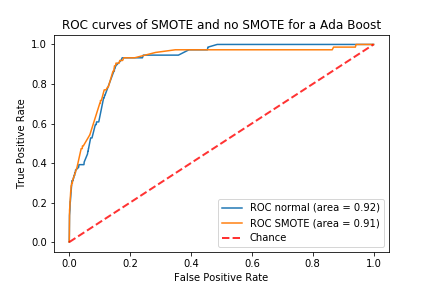 ROC curves of SMOTE and no SMOTE for a Ada Boost
True Positive Rate
1.0
0.8
0.6
0.4
0.2
0.0
ROC normal (area = 0.92)
ROC SMOTE (area = 0.91)
Chance
0.0 0.2 0.4 0.6 0.8 1.0
False Positive Rate